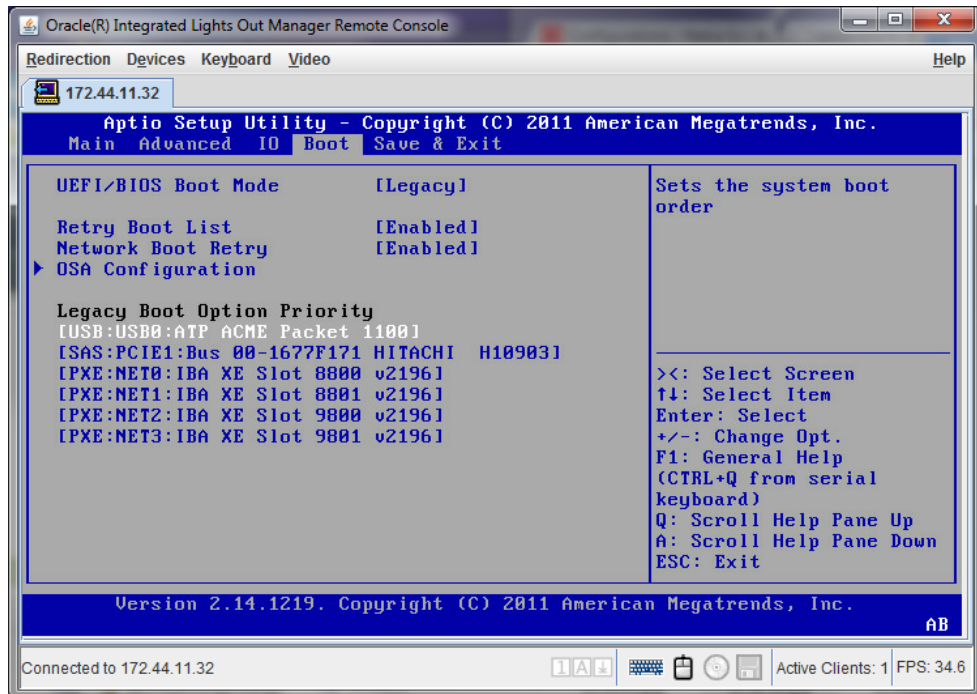 Oracle(R) Integrated Lights Out Manager Remote Console
Redirection Devices Keyboard Video Help
172.44.11.32
Aptio Setup Utility - Copyright (C) 2011 American Megatrends, Inc.
Main Advanced IO Boot Save & Exit
UEFI/BIOS Boot Mode [Legacy]
Retry Boot List [Enabled]
Network Boot Retry [Enabled]
OSA Configuration
Legacy Boot Option Priority
[USB:USB0:ATP ACME Packet 1100]
[SAS:PCIE1:Bus 00-1677F171 HITACHI H10903]
[PXE:NET0:IBA XE Slot 8800 v2196]
[PXE:NET1:IBA XE Slot 8801 v2196]
[PXE:NET2:IBA XE Slot 9800 v2196]
[PXE:NET3:IBA XE Slot 9801 v2196]
Sets the system boot
order
><: Select Screen
↑↓: Select Item
Enter: Select
+/-: Change Opt.
F1: General Help
(CTRL+Q from serial
keyboard)
Q: Scroll Help Pane Up
A: Scroll Help Pane Down
ESC: Exit
Version 2.14.1219. Copyright (C) 2011 American Megatrends, Inc.
AB
Connected to 172.44.11.32 1 A Active Clients: 1 FPS: 34.6